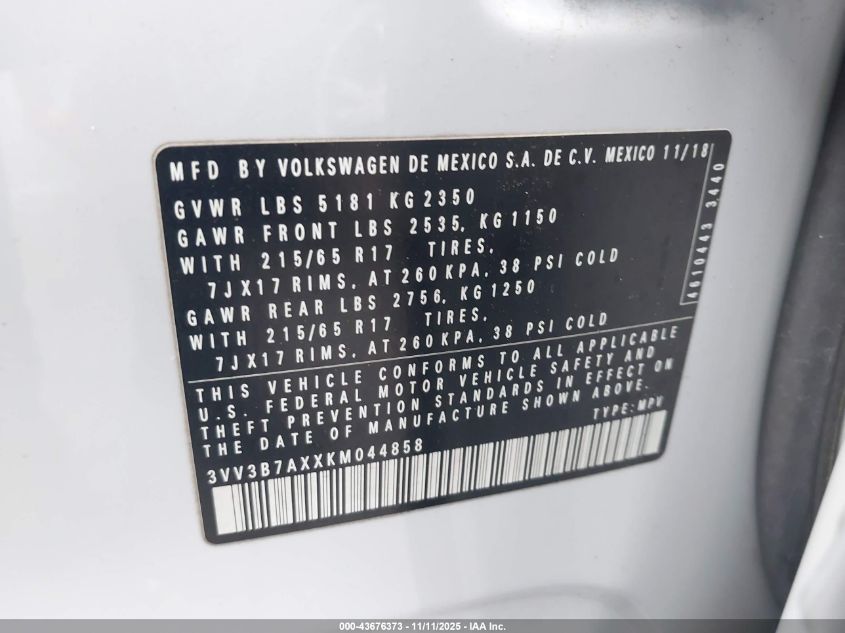 MFD BY VOLKSWAGEN DE MEXICO S.A. DE C.V. MEXICO 11/18
GVWR LBS 5181 KG 2350
GAWR FRONT LBS 2535, KG 1150
WITH 215/65 R17 TIRES,
7JX17 RIMS, AT 260 KPA, 38 PSI COLD
GAWR REAR LBS 2756, KG 1250
WITH 215/65 R17 TIRES,
7JX17 RIMS, AT 260 KPA, 38 PSI COLD
4610443 3440
THIS VEHICLE CONFORMS TO ALL APPLICABLE
U.S. FEDERAL MOTOR VEHICLE SAFETY AND
THEFT PREVENTION STANDARDS IN EFFECT ON
THE DATE OF MANUFACTURE SHOWN ABOVE.
3VV3B7AXXKM044858 TYPE: MPV
000-43676373 - 11/11/2025 - IAA Inc.